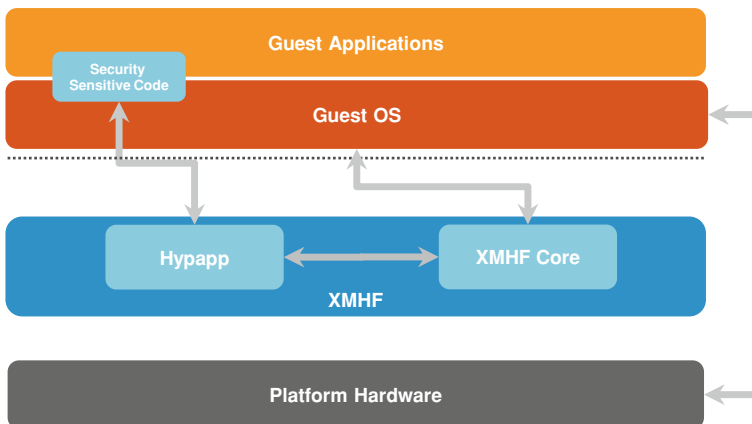 Guest Applications
Security
Sensitive Code
Guest OS
Hypapp
XMHF Core
XMHF
Platform Hardware